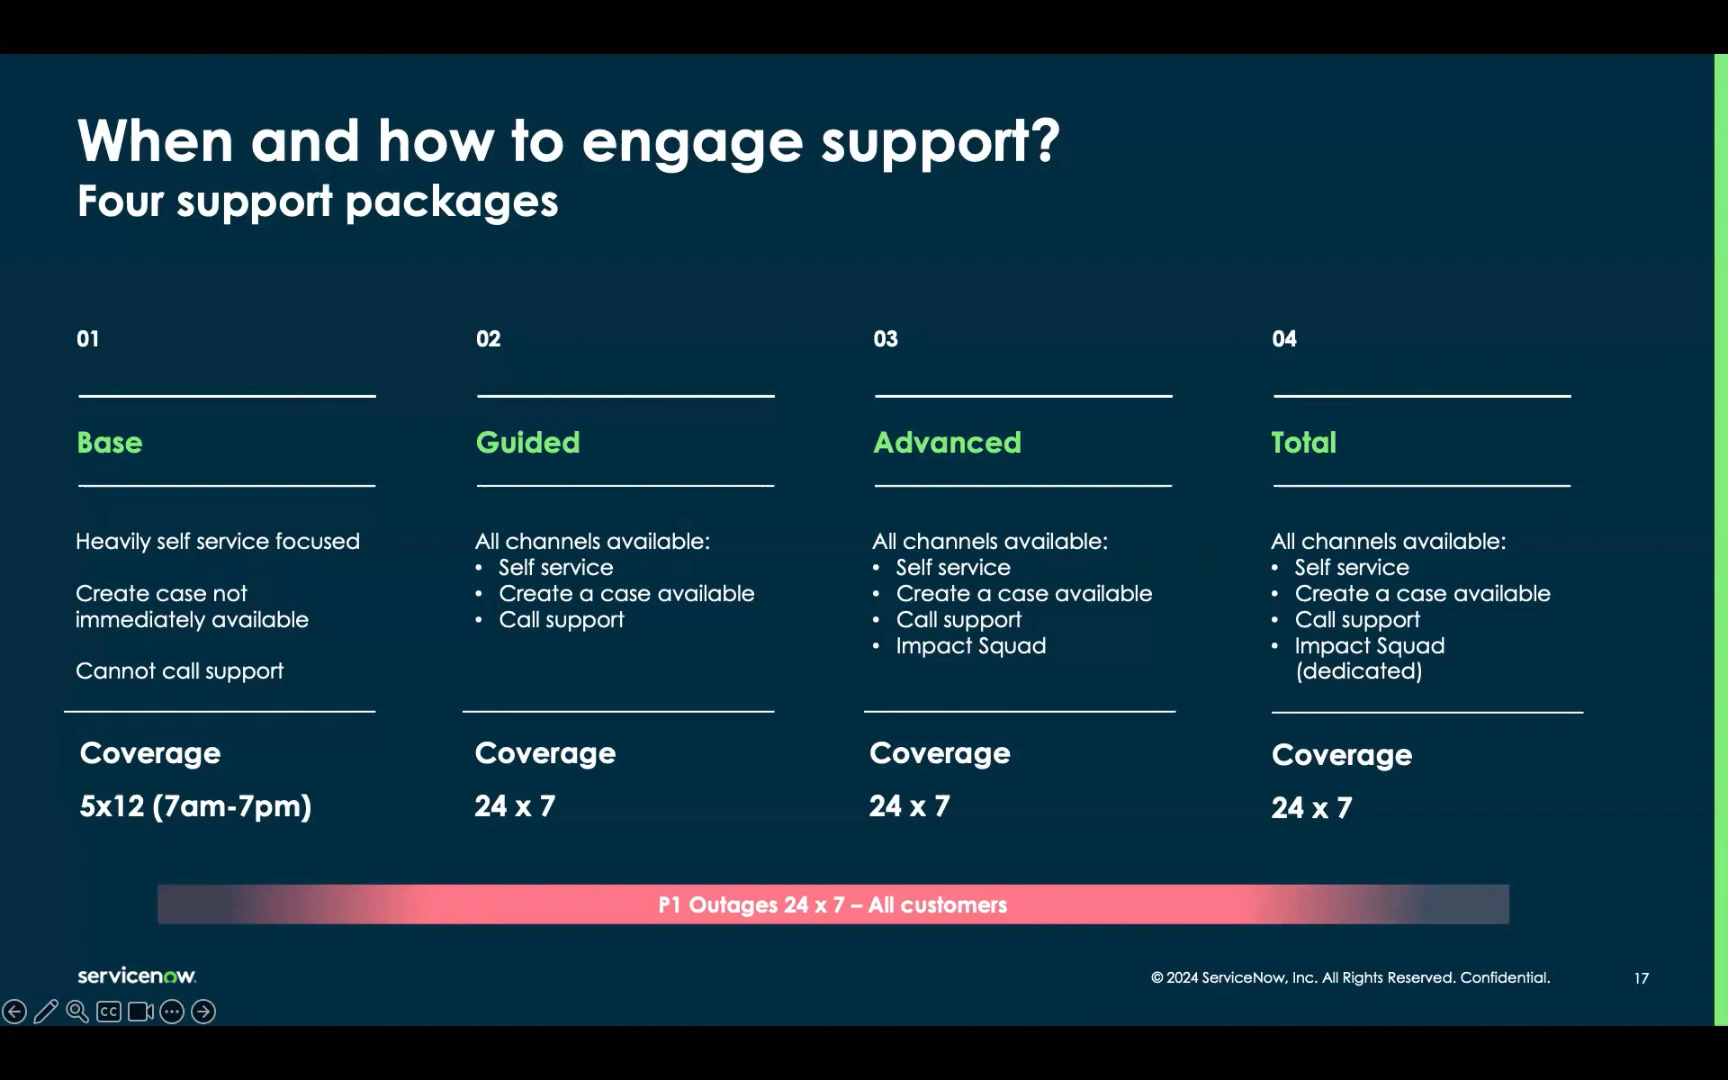 When and how to engage support?
Four support packages
01
Base
Heavily self service focused
Create case not
immediately available
Cannot call support
Coverage
5x12 (7am-7pm)
02
Guided
All channels available:
• Self service
• Create a case available
• Call support
Coverage
24 x 7
03
Advanced
All channels available:
• Self service
• Create a case available
• Call support
• Impact Squad
Coverage
24 x 7
04
Total
All channels available:
• Self service
• Create a case available
• Call support
• Impact Squad
(dedicated)
Coverage
24 x 7
P1 Outages 24 x 7 – All customers
servicenow.
© 2024 ServiceNow, Inc. All Rights Reserved. Confidential.
17
CC